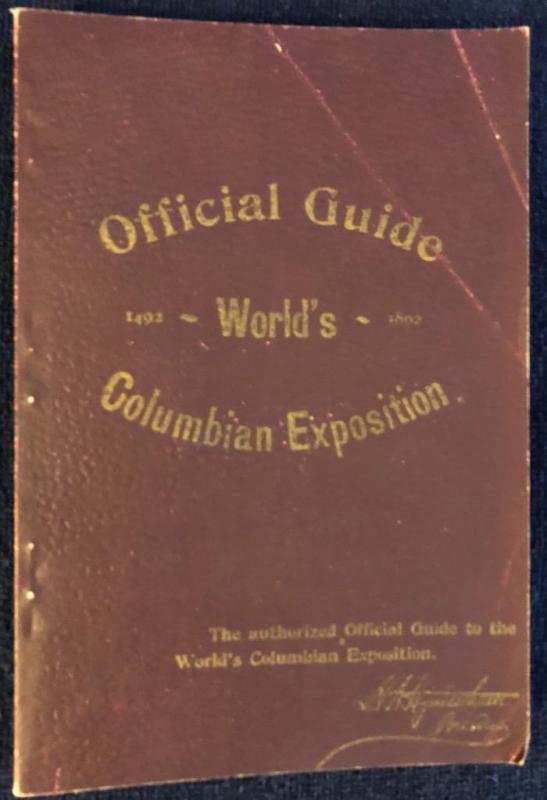 Official Guide
1492 ~ World's ~ 1892
Columbian Exposition.
The authorized Official Guide to the
World's Columbian Exposition.